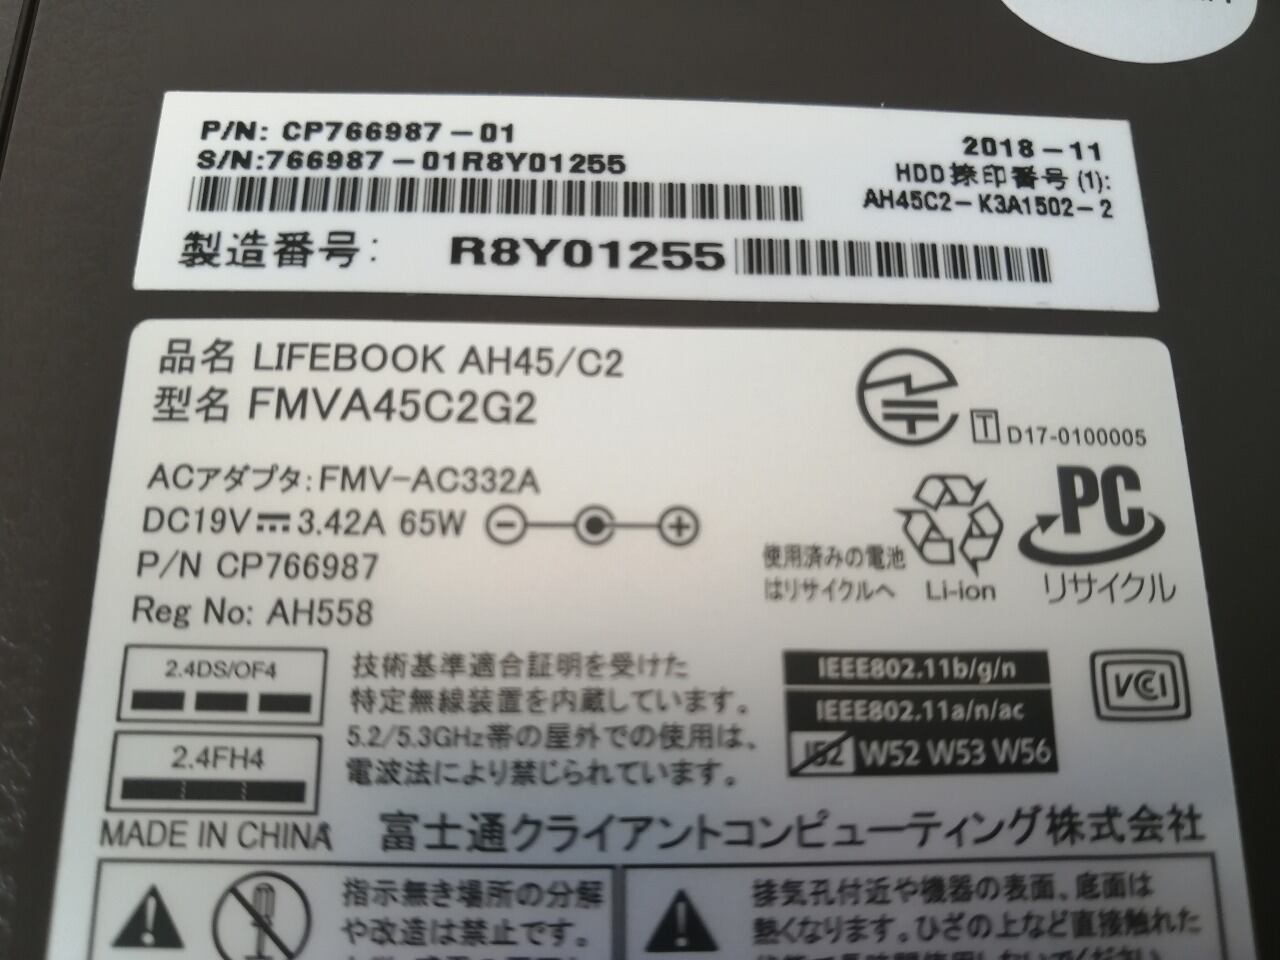 P/N: CP766987-01
S/N:766987-01R8Y01255
2018-11
HDD捺印番号(1):
AH45C2-K3A1502-2
製造番号: R8Y01255
品名 LIFEBOOK AH45/C2
型名 FMVA45C2G2
T D17-0100005
ACアダプタ:FMV-AC332A
DC19V 3.42A 65W
P/N CP766987
Reg No: AH558
使用済みの電池
はリサイクルへ
Li-ion
PC
リサイクル
2.4DS/OF4
2.4FH4
技術基準適合証明を受けた
特定無線装置を内蔵しています。
5.2/5.3GHz帯の屋外での使用は、
電波法により禁じられています。
IEEE802.11b/g/n
IEEE802.11a/n/ac
J52 W52 W53 W56
VCCI
MADE IN CHINA
富士通クライアントコンピューティング株式会社
指示無き場所の分解
や改造は禁止です。
排気孔付近や機器の表面、底面は
熱くなります。ひざの上など直接触れた